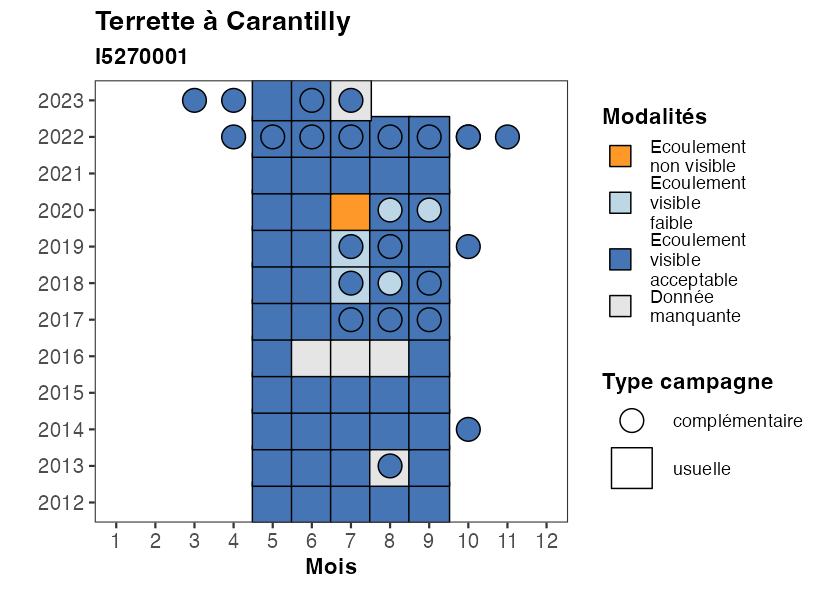 Terrette à Carantilly
I5270001
2023
2022
2021
2020
2019
2018
2017
2016
2015
2014
2013
2012
1 2 3 4 5 6 7 8 9 10 11 12
Mois
Modalités
Ecoulement
non visible
Ecoulement
visible
faible
Ecoulement
visible
acceptable
Donnée
manquante
Type campagne
complémentaire
usuelle